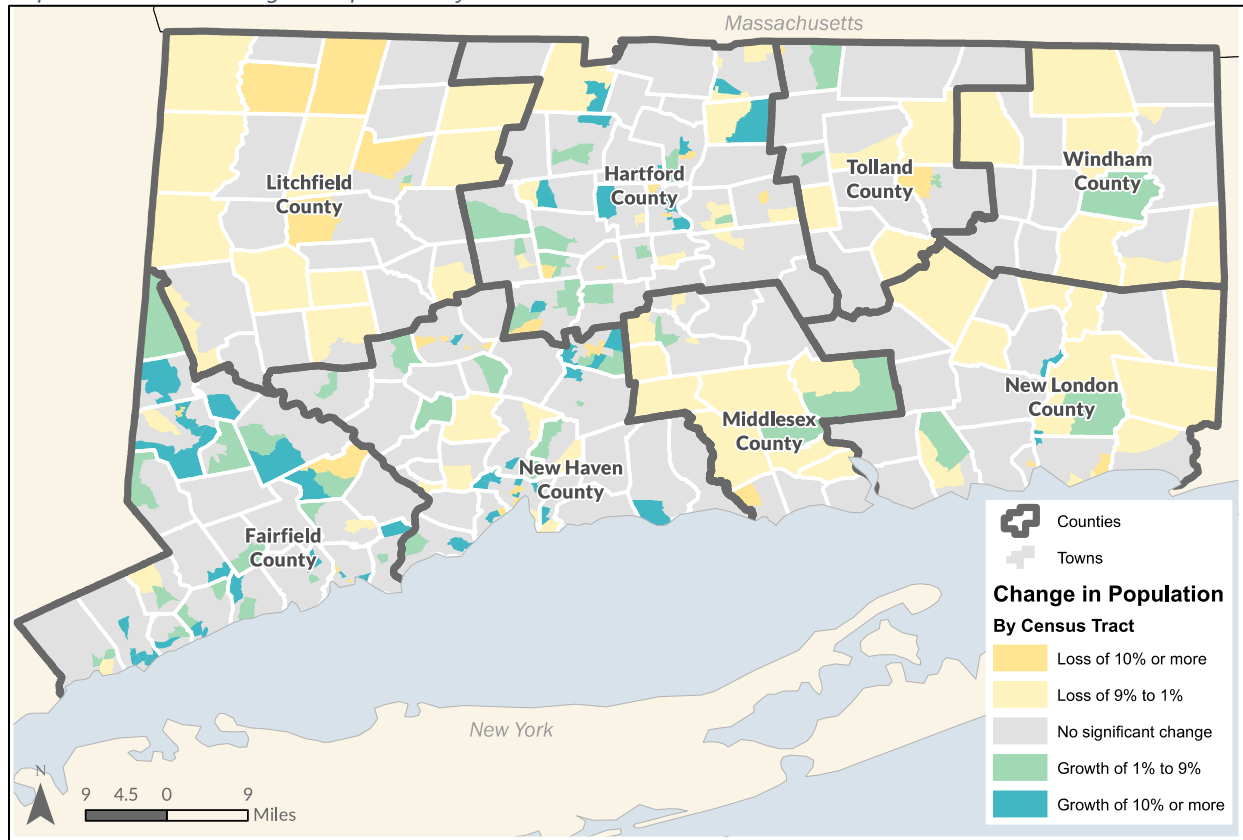 Massachusetts
Litchfield
County
Hartford
County
Tolland
County
Windham
County
New London
County
Middlesex
County
New Haven
County
Fairfield
County
New York
N
9 4.5 0 9
Miles
Counties
Towns
Change in Population
By Census Tract
Loss of 10% or more
Loss of 9% to 1%
No significant change
Growth of 1% to 9%
Growth of 10% or more